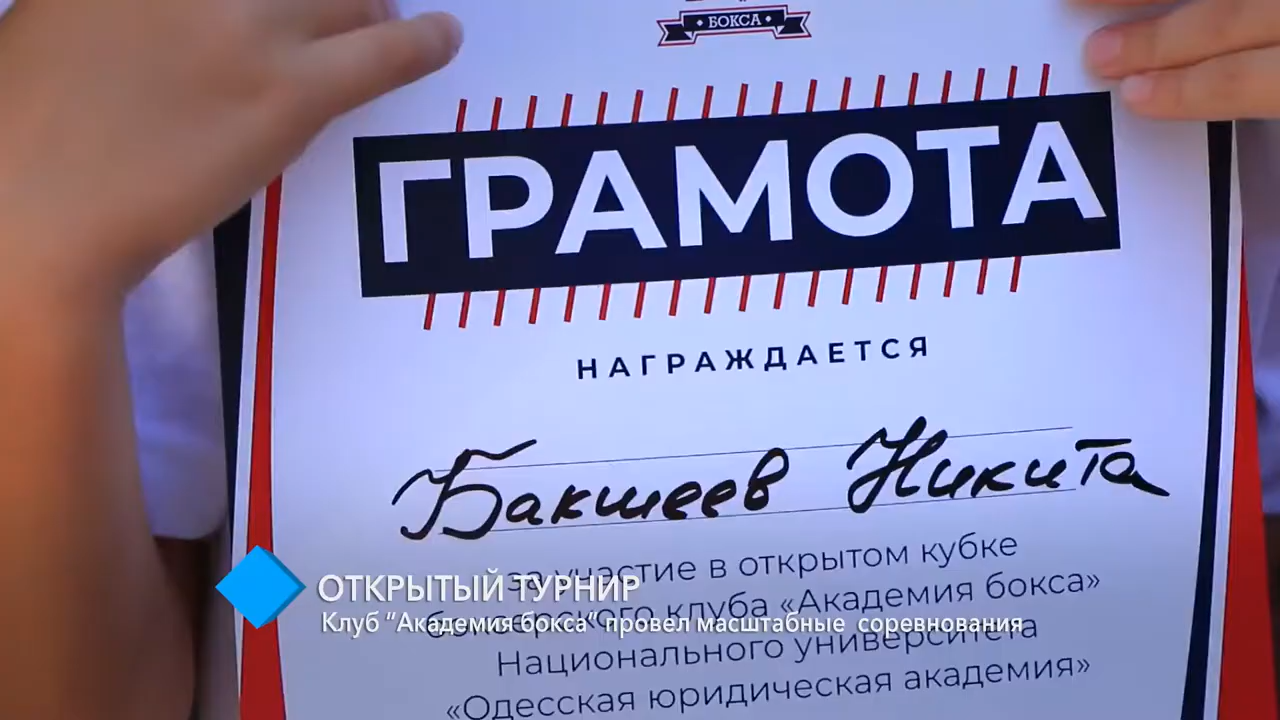 БОКСА
ГРАМОТА
НАГРАЖДАЕТСЯ
Бакшеев Никита
за участие в открытом кубке
боксерского клуба «Академия бокса»
Национального университета
«Одесская юридическая академия»
ОТКРЫТЫЙ ТУРНИР
Клуб "Академия бокса" провел масштабные соревнования